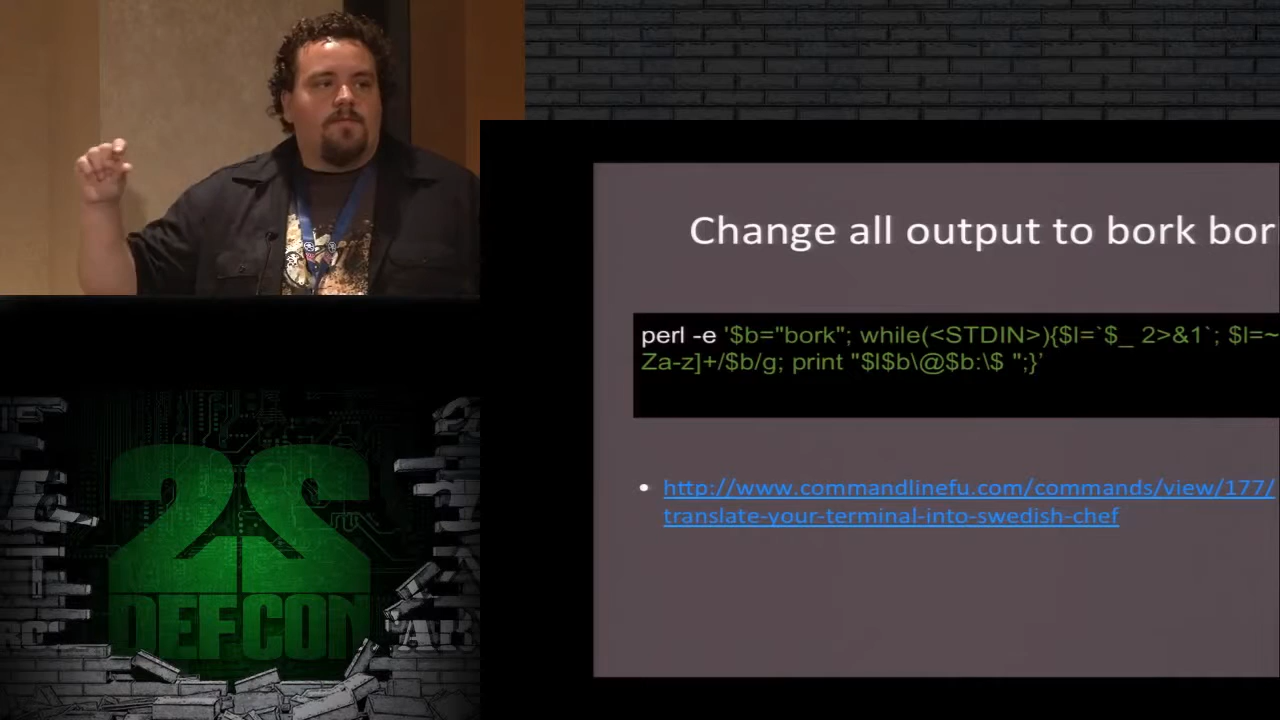 Change all output to bork bor
perl -e '$b="bork"; while(<STDIN>){$l=`$_ 2>&1`; $l=~
Za-z]+/$b/g; print "$l$b\@$b:\$ ";}’
• http://www.commandlinefu.com/commands/view/177/
translate-your-terminal-into-swedish-chef
22
DEFCON